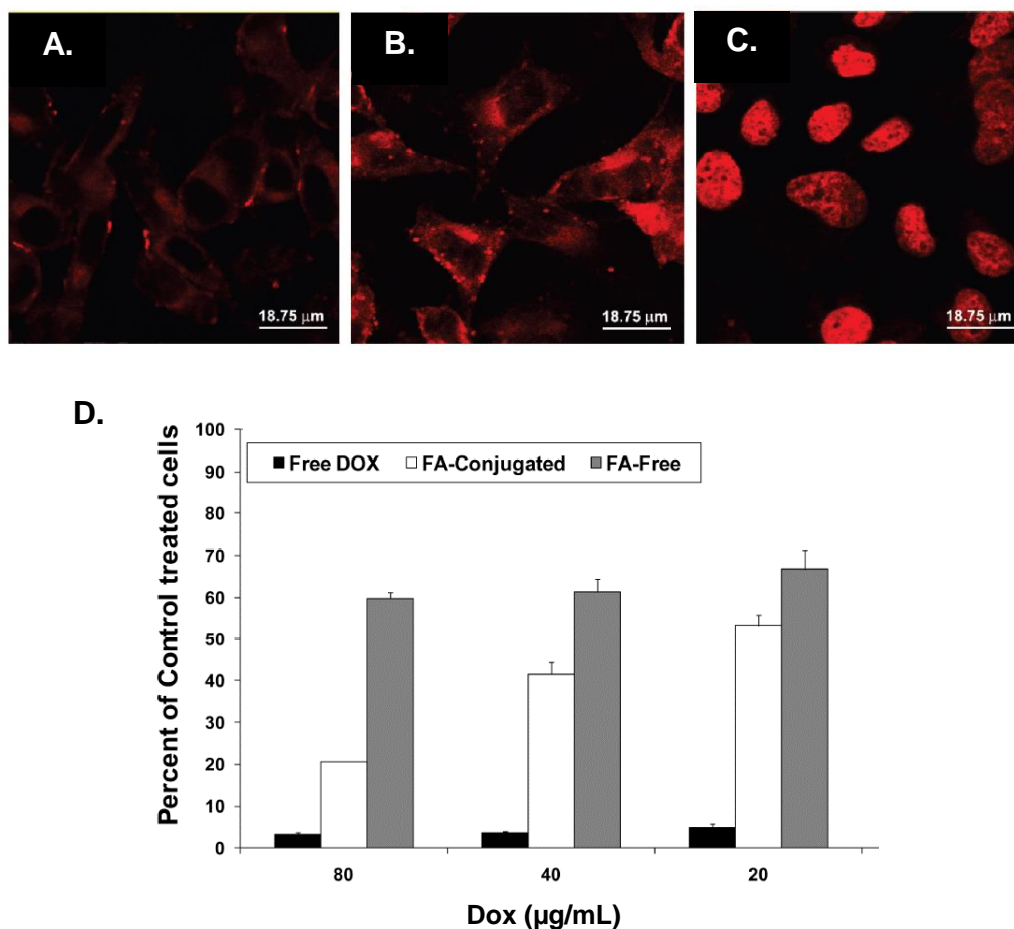 A.
B.
C.
18.75 µm
18.75 µm
18.75 µm
D.
Percent of Control treated cells
100
90
80
70
60
50
40
30
20
10
0
Free DOX FA-Conjugated FA-Free
80 40 20
Dox (µg/mL)